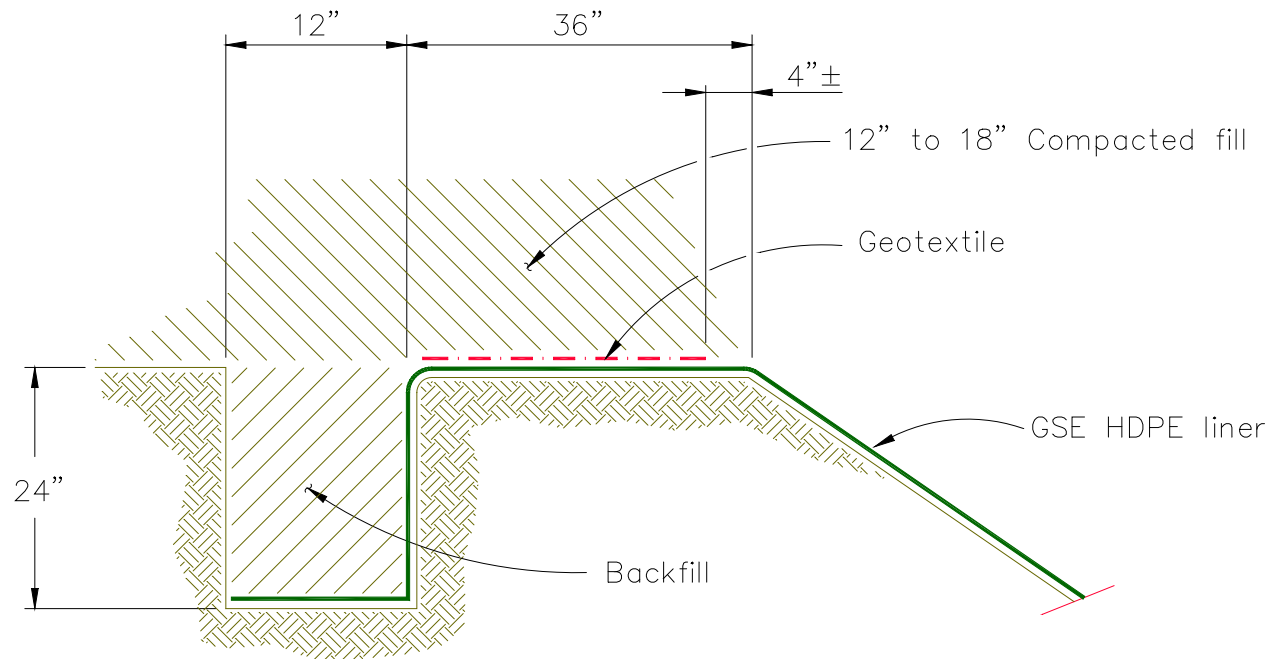 12” 36”
4”±
12” to 18” Compacted fill
Geotextile
GSE HDPE liner
24”
Backfill